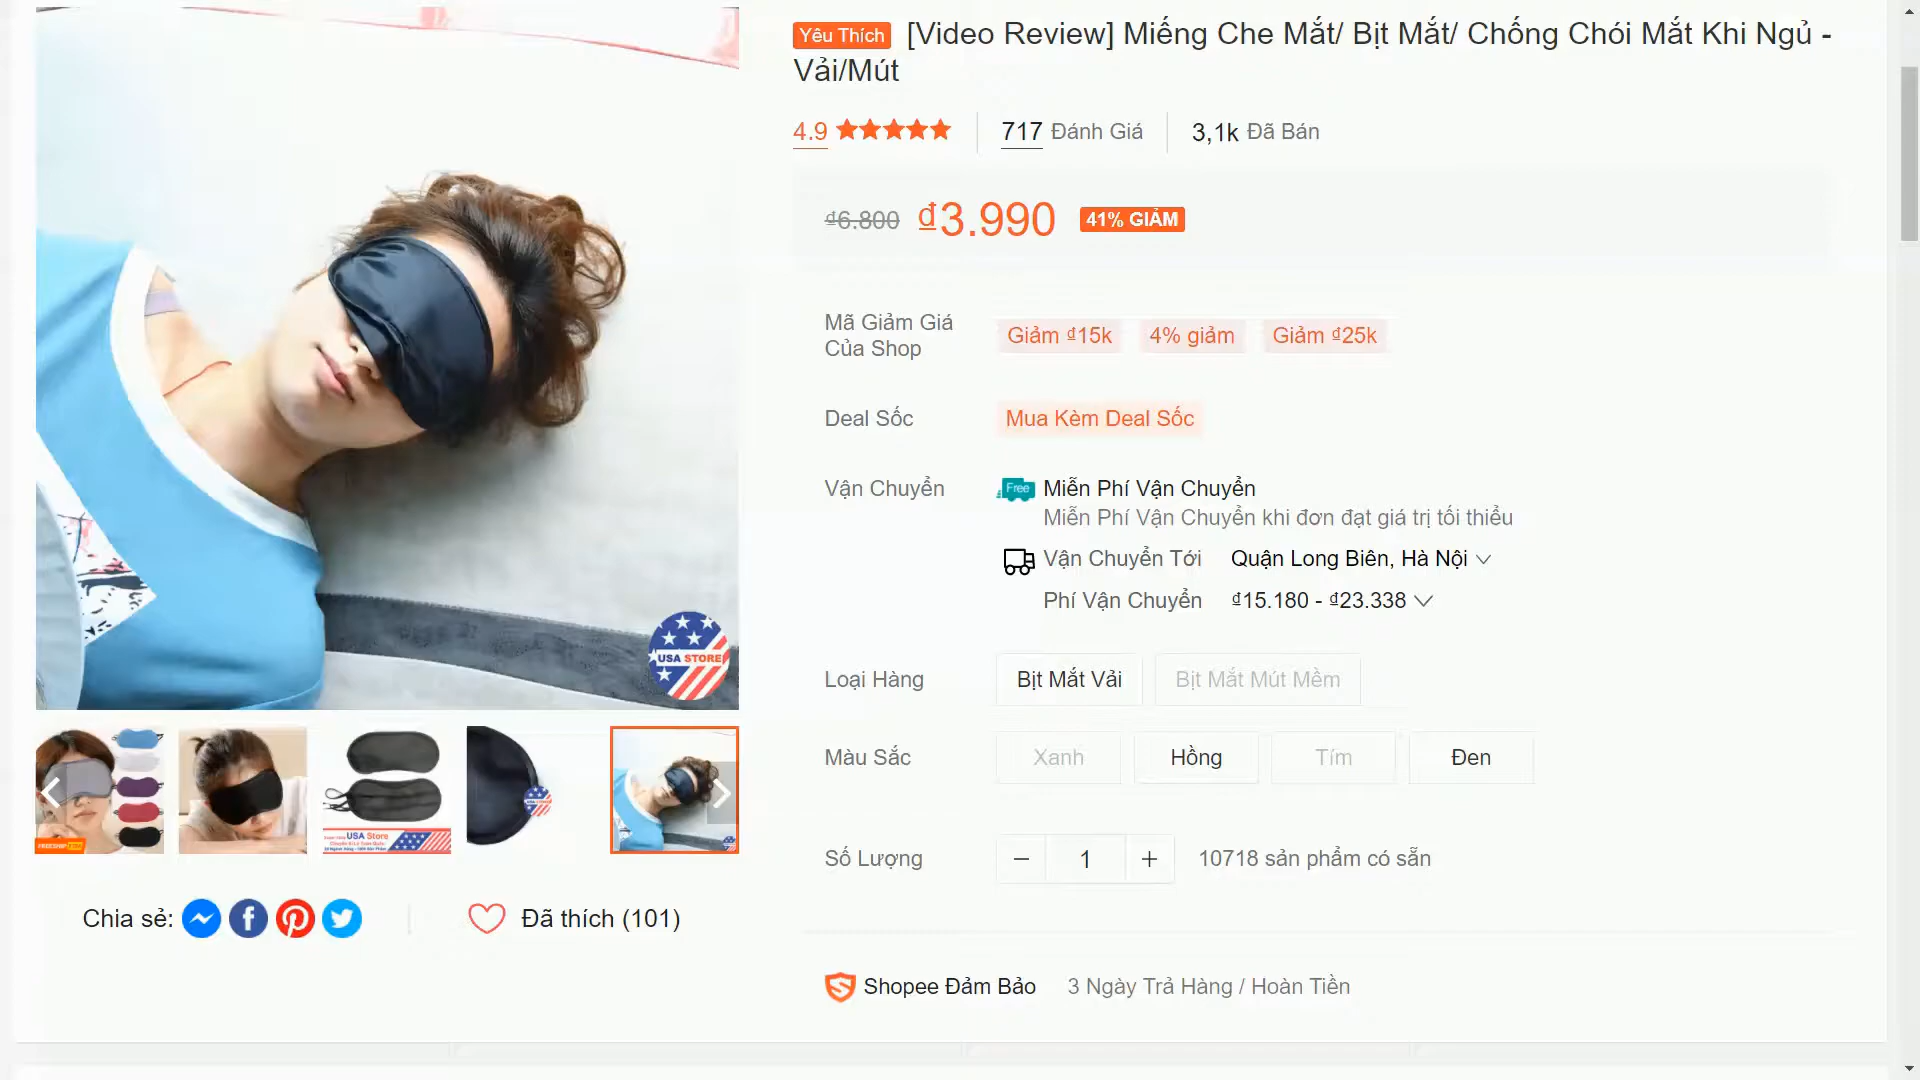 Yêu Thích [Video Review] Miếng Che Mắt/ Bịt Mắt/ Chống Chói Mắt Khi Ngủ -
Vải/Mút
4.9 717 Đánh Giá 3,1k Đã Bán
₫6.800 ₫3.990 41% GIẢM
Mã Giảm Giá
Của Shop
Giảm ₫15k 4% giảm Giảm ₫25k
Deal Sốc Mua Kèm Deal Sốc
Vận Chuyển Free Miễn Phí Vận Chuyển
Miễn Phí Vận Chuyển khi đơn đạt giá trị tối thiểu
Vận Chuyển Tới Quận Long Biên, Hà Nội
Phí Vận Chuyển ₫15.180 - ₫23.338
Loại Hàng Bịt Mắt Vải Bịt Mắt Mút Mềm
Màu Sắc Xanh Hồng Tím Đen
Số Lượng 1 10718 sản phẩm có sẵn
Shopee Đảm Bảo 3 Ngày Trả Hàng / Hoàn Tiền
USA STORE
USA Store
Chia sẻ: Đã thích (101)